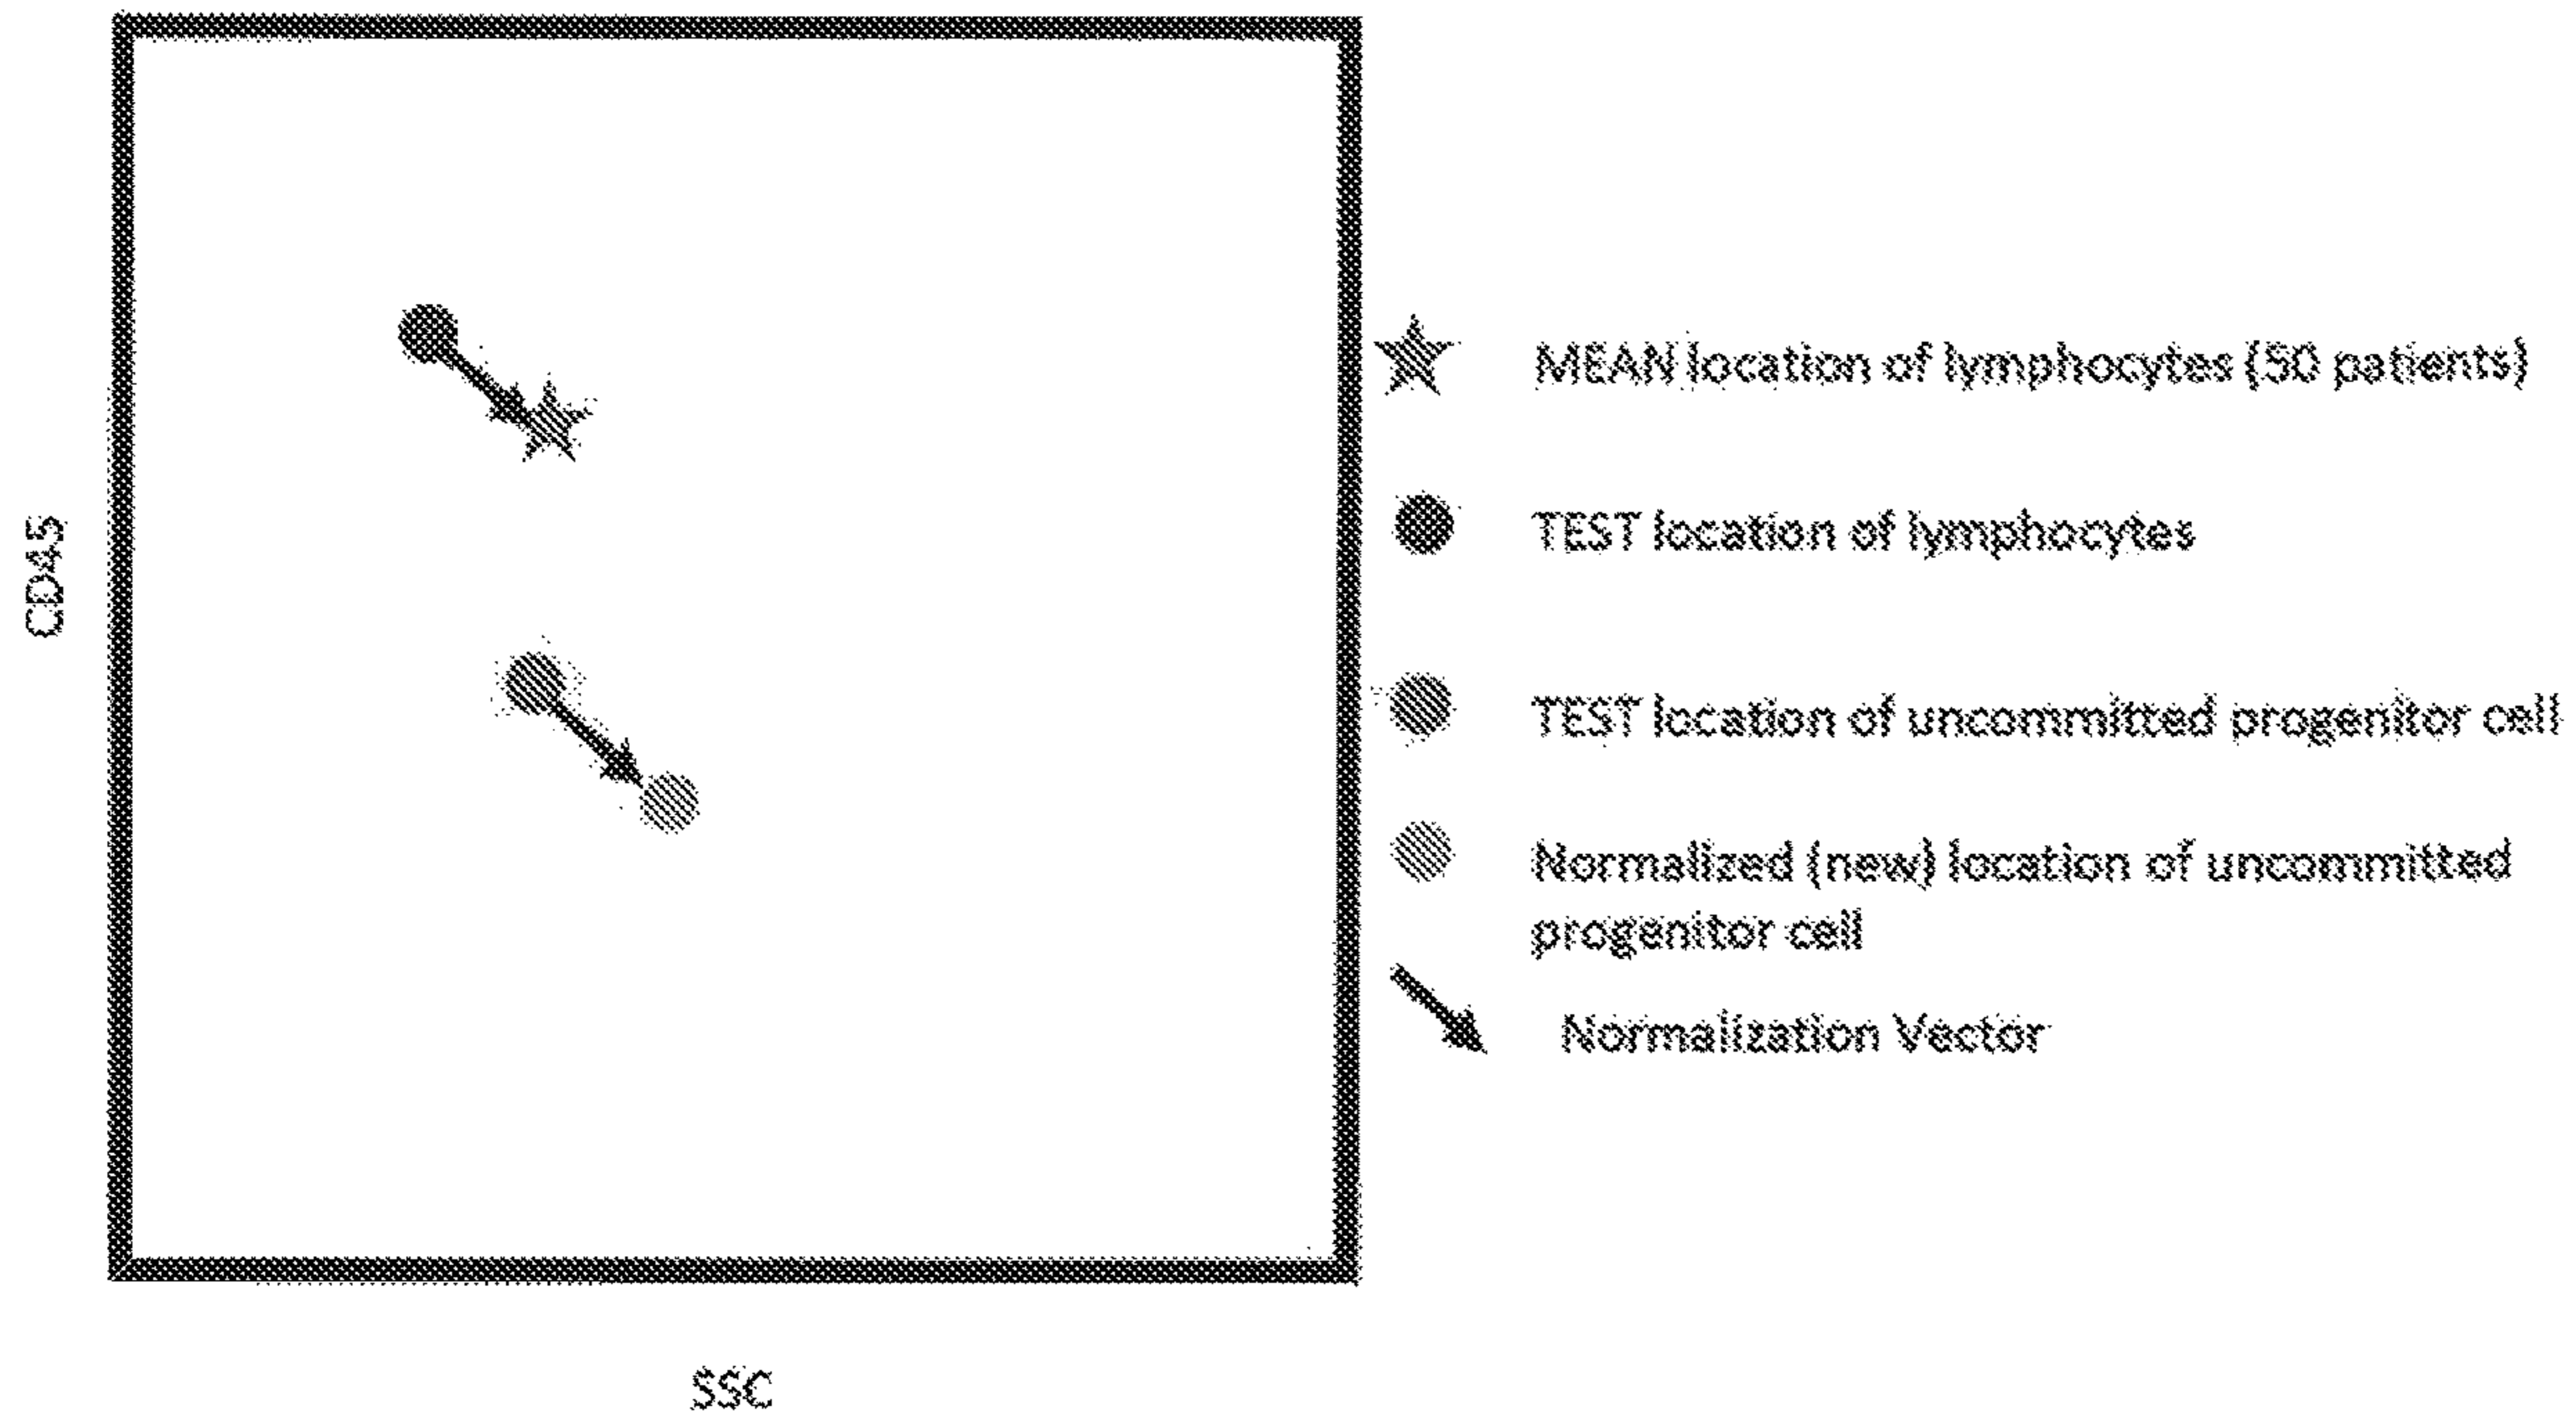 CD45
MEAN location of lymphocytes (50 patients)
TEST location of lymphocytes
TEST location of uncommitted progenitor cell
Normalized (new) location of uncommitted
progenitor cell
Normalization Vector
SSC